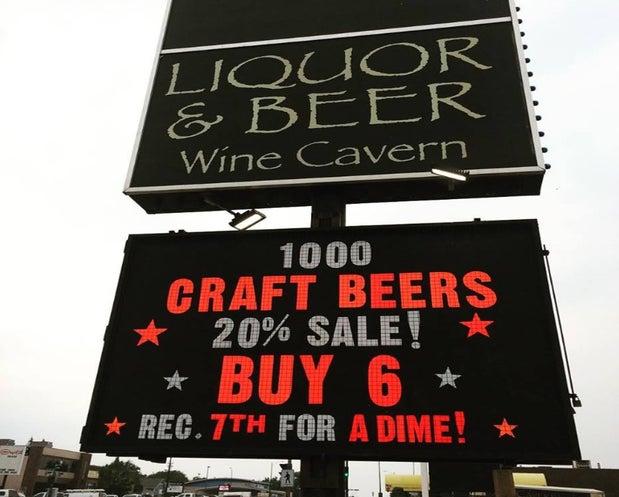 LIQUOR
& BEER
Wine Cavern
1000
CRAFT BEERS
20% SALE!
BUY 6
REC. 7TH FOR A DIME!